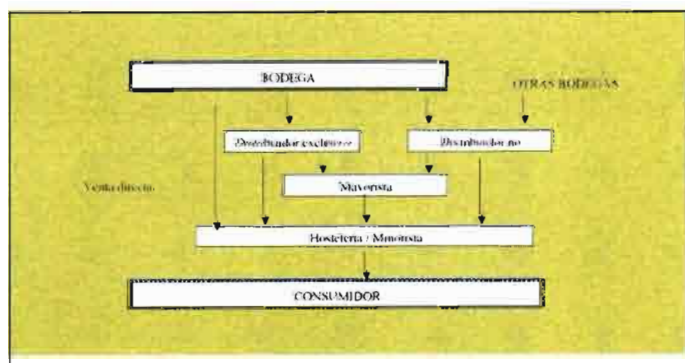 BODEGA
OTRAS BODEGAS
Distribuidor exclusivo
Distribuidor no
Venta directa
Mayorista
Hostelería / Minorista
CONSUMIDOR